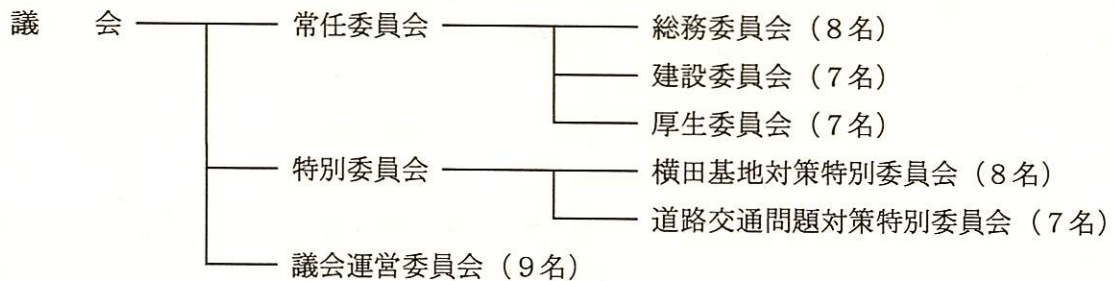 議　会　常任委員会　総務委員会（8名）
建設委員会（7名）
厚生委員会（7名）
特別委員会　横田基地対策特別委員会（8名）
道路交通問題対策特別委員会（7名）
議会運営委員会（9名）